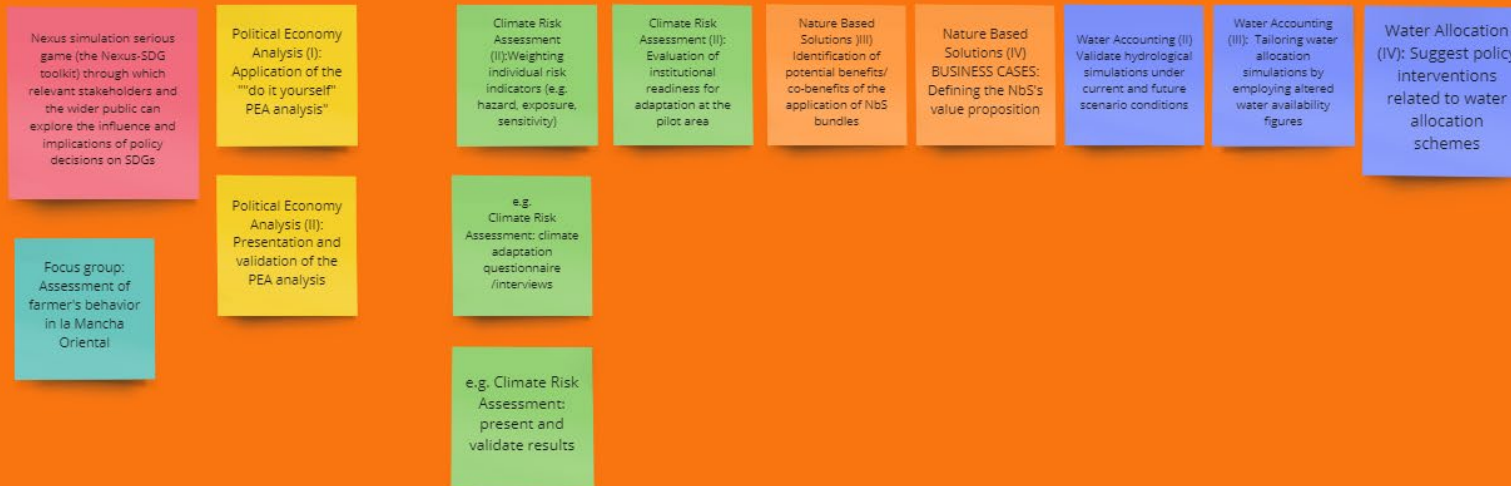 Nexus simulation serious
game (the Nexus-SDG
toolkit) through which
relevant stakeholders and
the wider public can
explore the influence and
implications of policy
decisions on SDGs
Political Economy
Analysis (I):
Application of the
""do it yourself"
PEA analysis"
Climate Risk
Assessment
(II):Weighting
individual risk
indicators (e.g.
hazard, exposure,
sensitivity)
Climate Risk
Assessment (II):
Evaluation of
institutional
readiness for
adaptation at the
pilot area
Nature Based
Solutions )III)
Identification of
potential benefits/
co-benefits of the
application of NbS
bundles
Nature Based
Solutions (IV)
BUSINESS CASES:
Defining the NbS's
value proposition
Water Accounting (II)
Validate hydrological
simulations under
current and future
scenario conditions
Water Accounting
(III): Tailoring water
allocation
simulations by
employing altered
water availability
figures
Water Allocation
(IV): Suggest policy
interventions
related to water
allocation
schemes
Focus group:
Assessment of
farmer's behavior
in la Mancha
Oriental
Political Economy
Analysis (II):
Presentation and
validation of the
PEA analysis
e.g.
Climate Risk
Assessment: climate
adaptation
questionnaire
/interviews
e.g. Climate Risk
Assessment:
present and
validate results